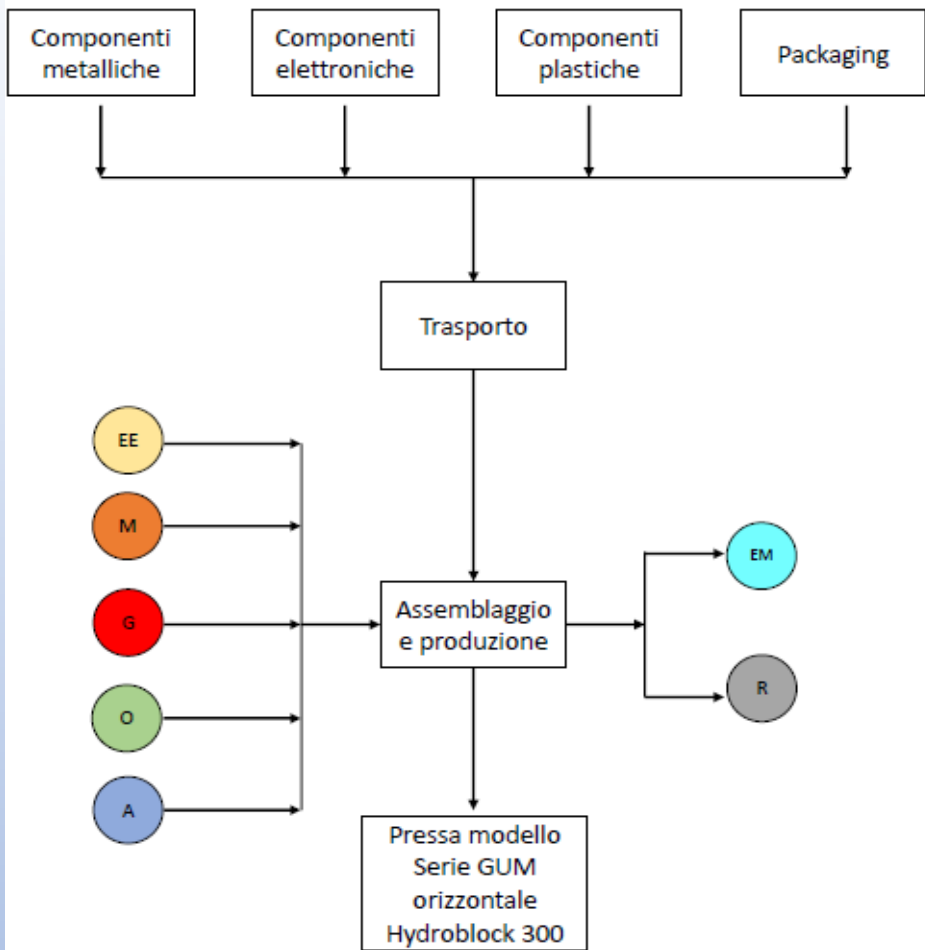 Componenti
metalliche
Componenti
elettroniche
Componenti
plastiche
Packaging
Trasporto
EE
M
G
O
A
Assemblaggio
e produzione
EM
R
Pressa modello
Serie GUM
orizzontale
Hydroblock 300